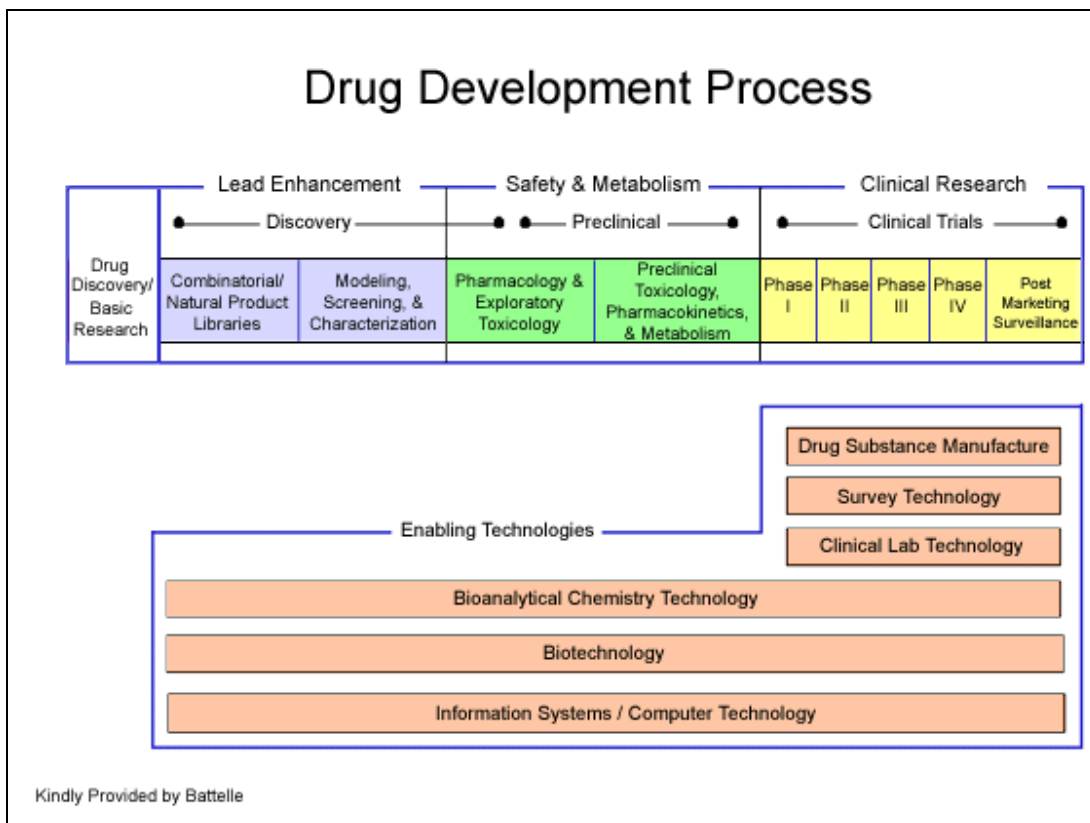 Drug Development Process
Lead Enhancement
Safety & Metabolism
Clinical Research
Discovery
Preclinical
Clinical Trials
Drug
Discovery/
Basic
Research
Combinatorial/
Natural Product
Libraries
Modeling,
Screening, &
Characterization
Pharmacology &
Exploratory
Toxicology
Preclinical
Toxicology,
Pharmacokinetics,
& Metabolism
Phase
I
Phase
II
Phase
III
Phase
IV
Post
Marketing
Surveillance
Drug Substance Manufacture
Survey Technology
Enabling Technologies
Clinical Lab Technology
Bioanalytical Chemistry Technology
Biotechnology
Information Systems / Computer Technology
Kindly Provided by Battelle